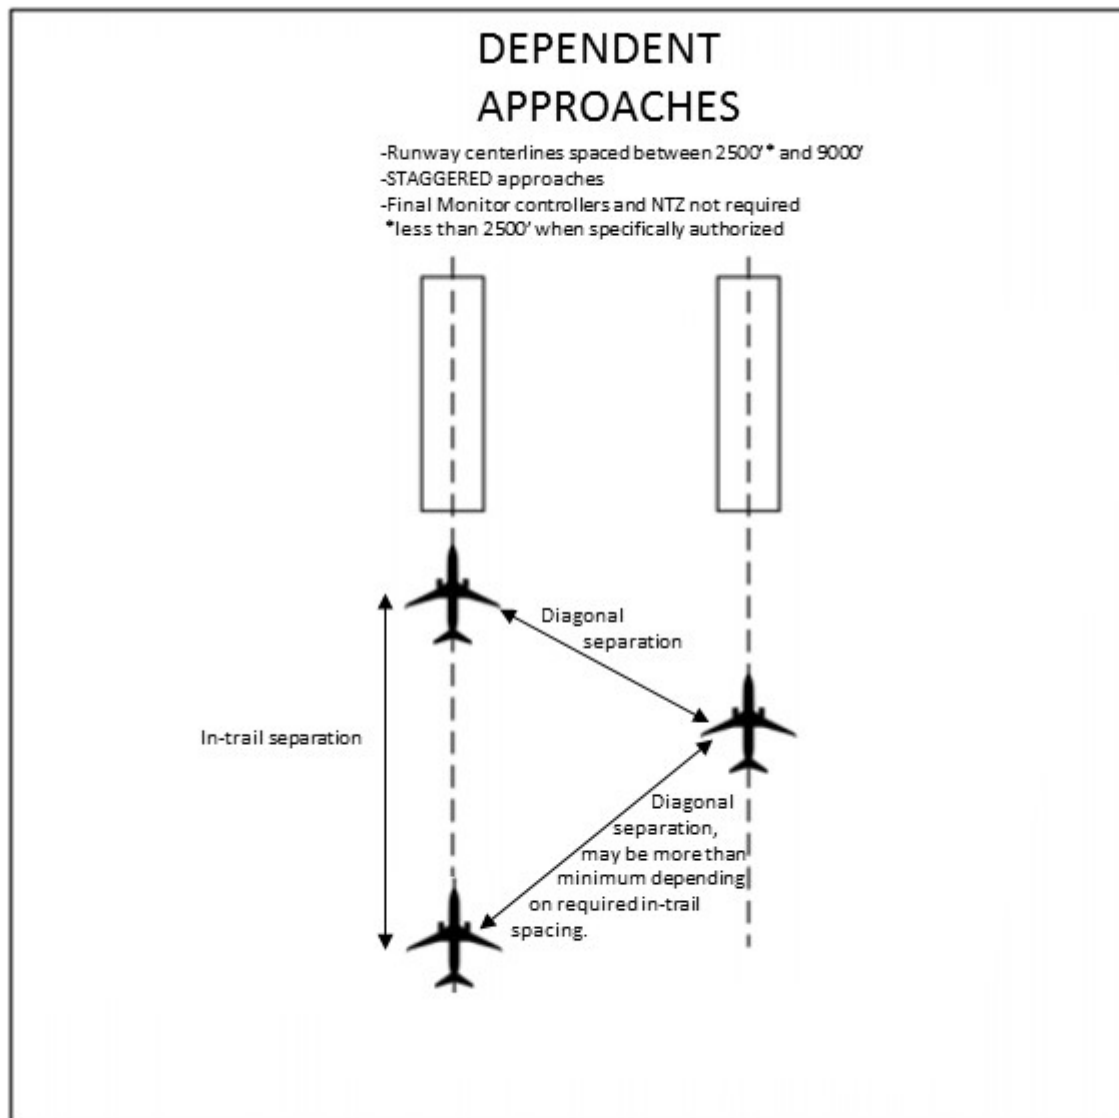 DEPENDENT
APPROACHES
-Runway centerlines spaced between 2500'* and 9000'
-STAGGERED approaches
-Final Monitor controllers and NTZ not required
*less than 2500' when specifically authorized
Diagonal
separation
In-trail separation
Diagonal
separation,
may be more than
minimum depending
on required in-trail
spacing.